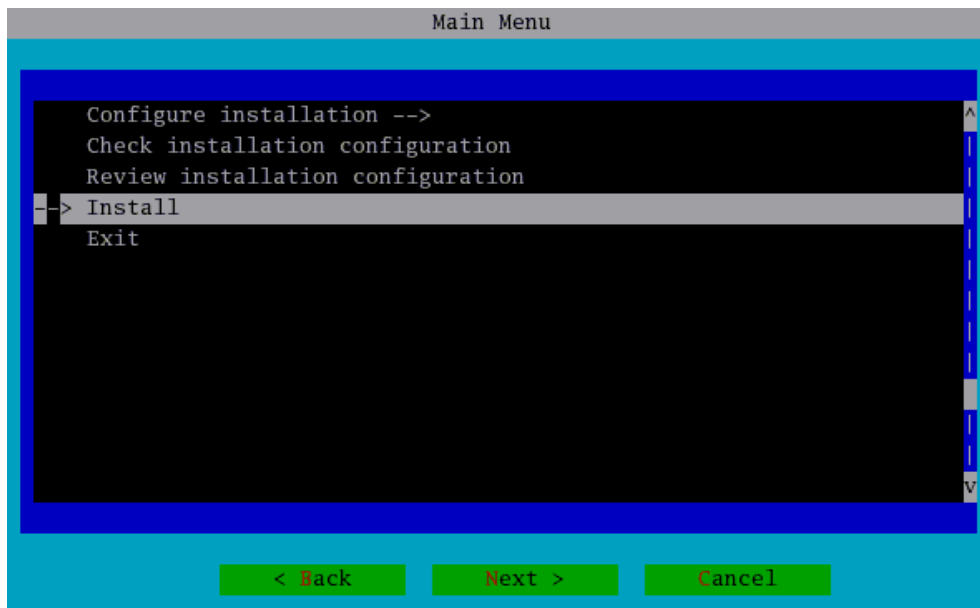 Main Menu
Configure installation -->
Check installation configuration
Review installation configuration
--> Install
Exit
< Back Next > Cancel